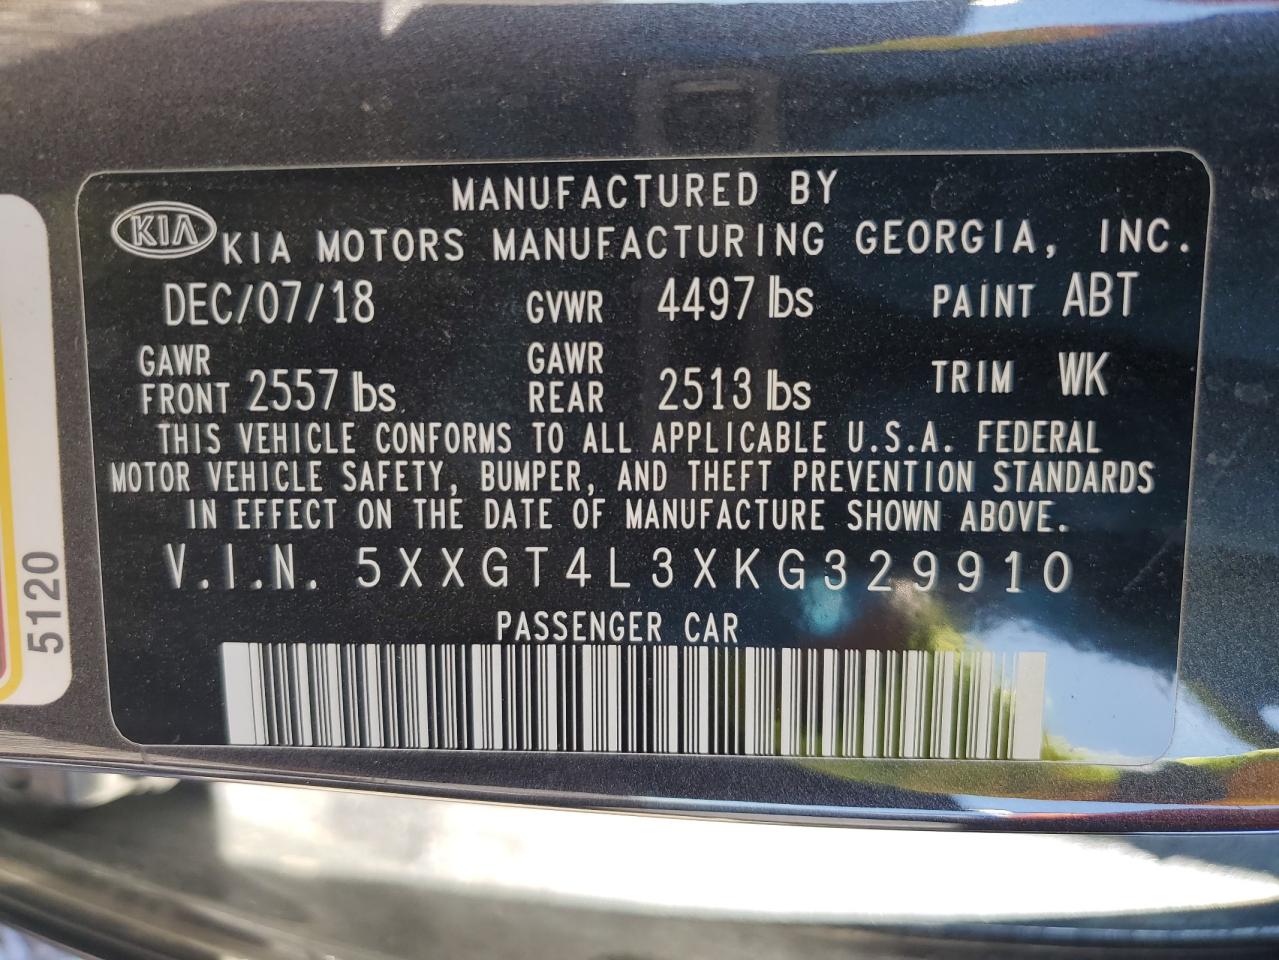 MANUFACTURED BY
KIA KIA MOTORS MANUFACTURING GEORGIA, INC.
DEC/07/18 GVWR 4497 lbs PAINT ABT
GAWR FRONT 2557 lbs GAWR REAR 2513 lbs TRIM WK
THIS VEHICLE CONFORMS TO ALL APPLICABLE U.S.A. FEDERAL
MOTOR VEHICLE SAFETY, BUMPER, AND THEFT PREVENTION STANDARDS
IN EFFECT ON THE DATE OF MANUFACTURE SHOWN ABOVE.
V.I.N. 5XXGT4L3XKG329910
PASSENGER CAR
5120